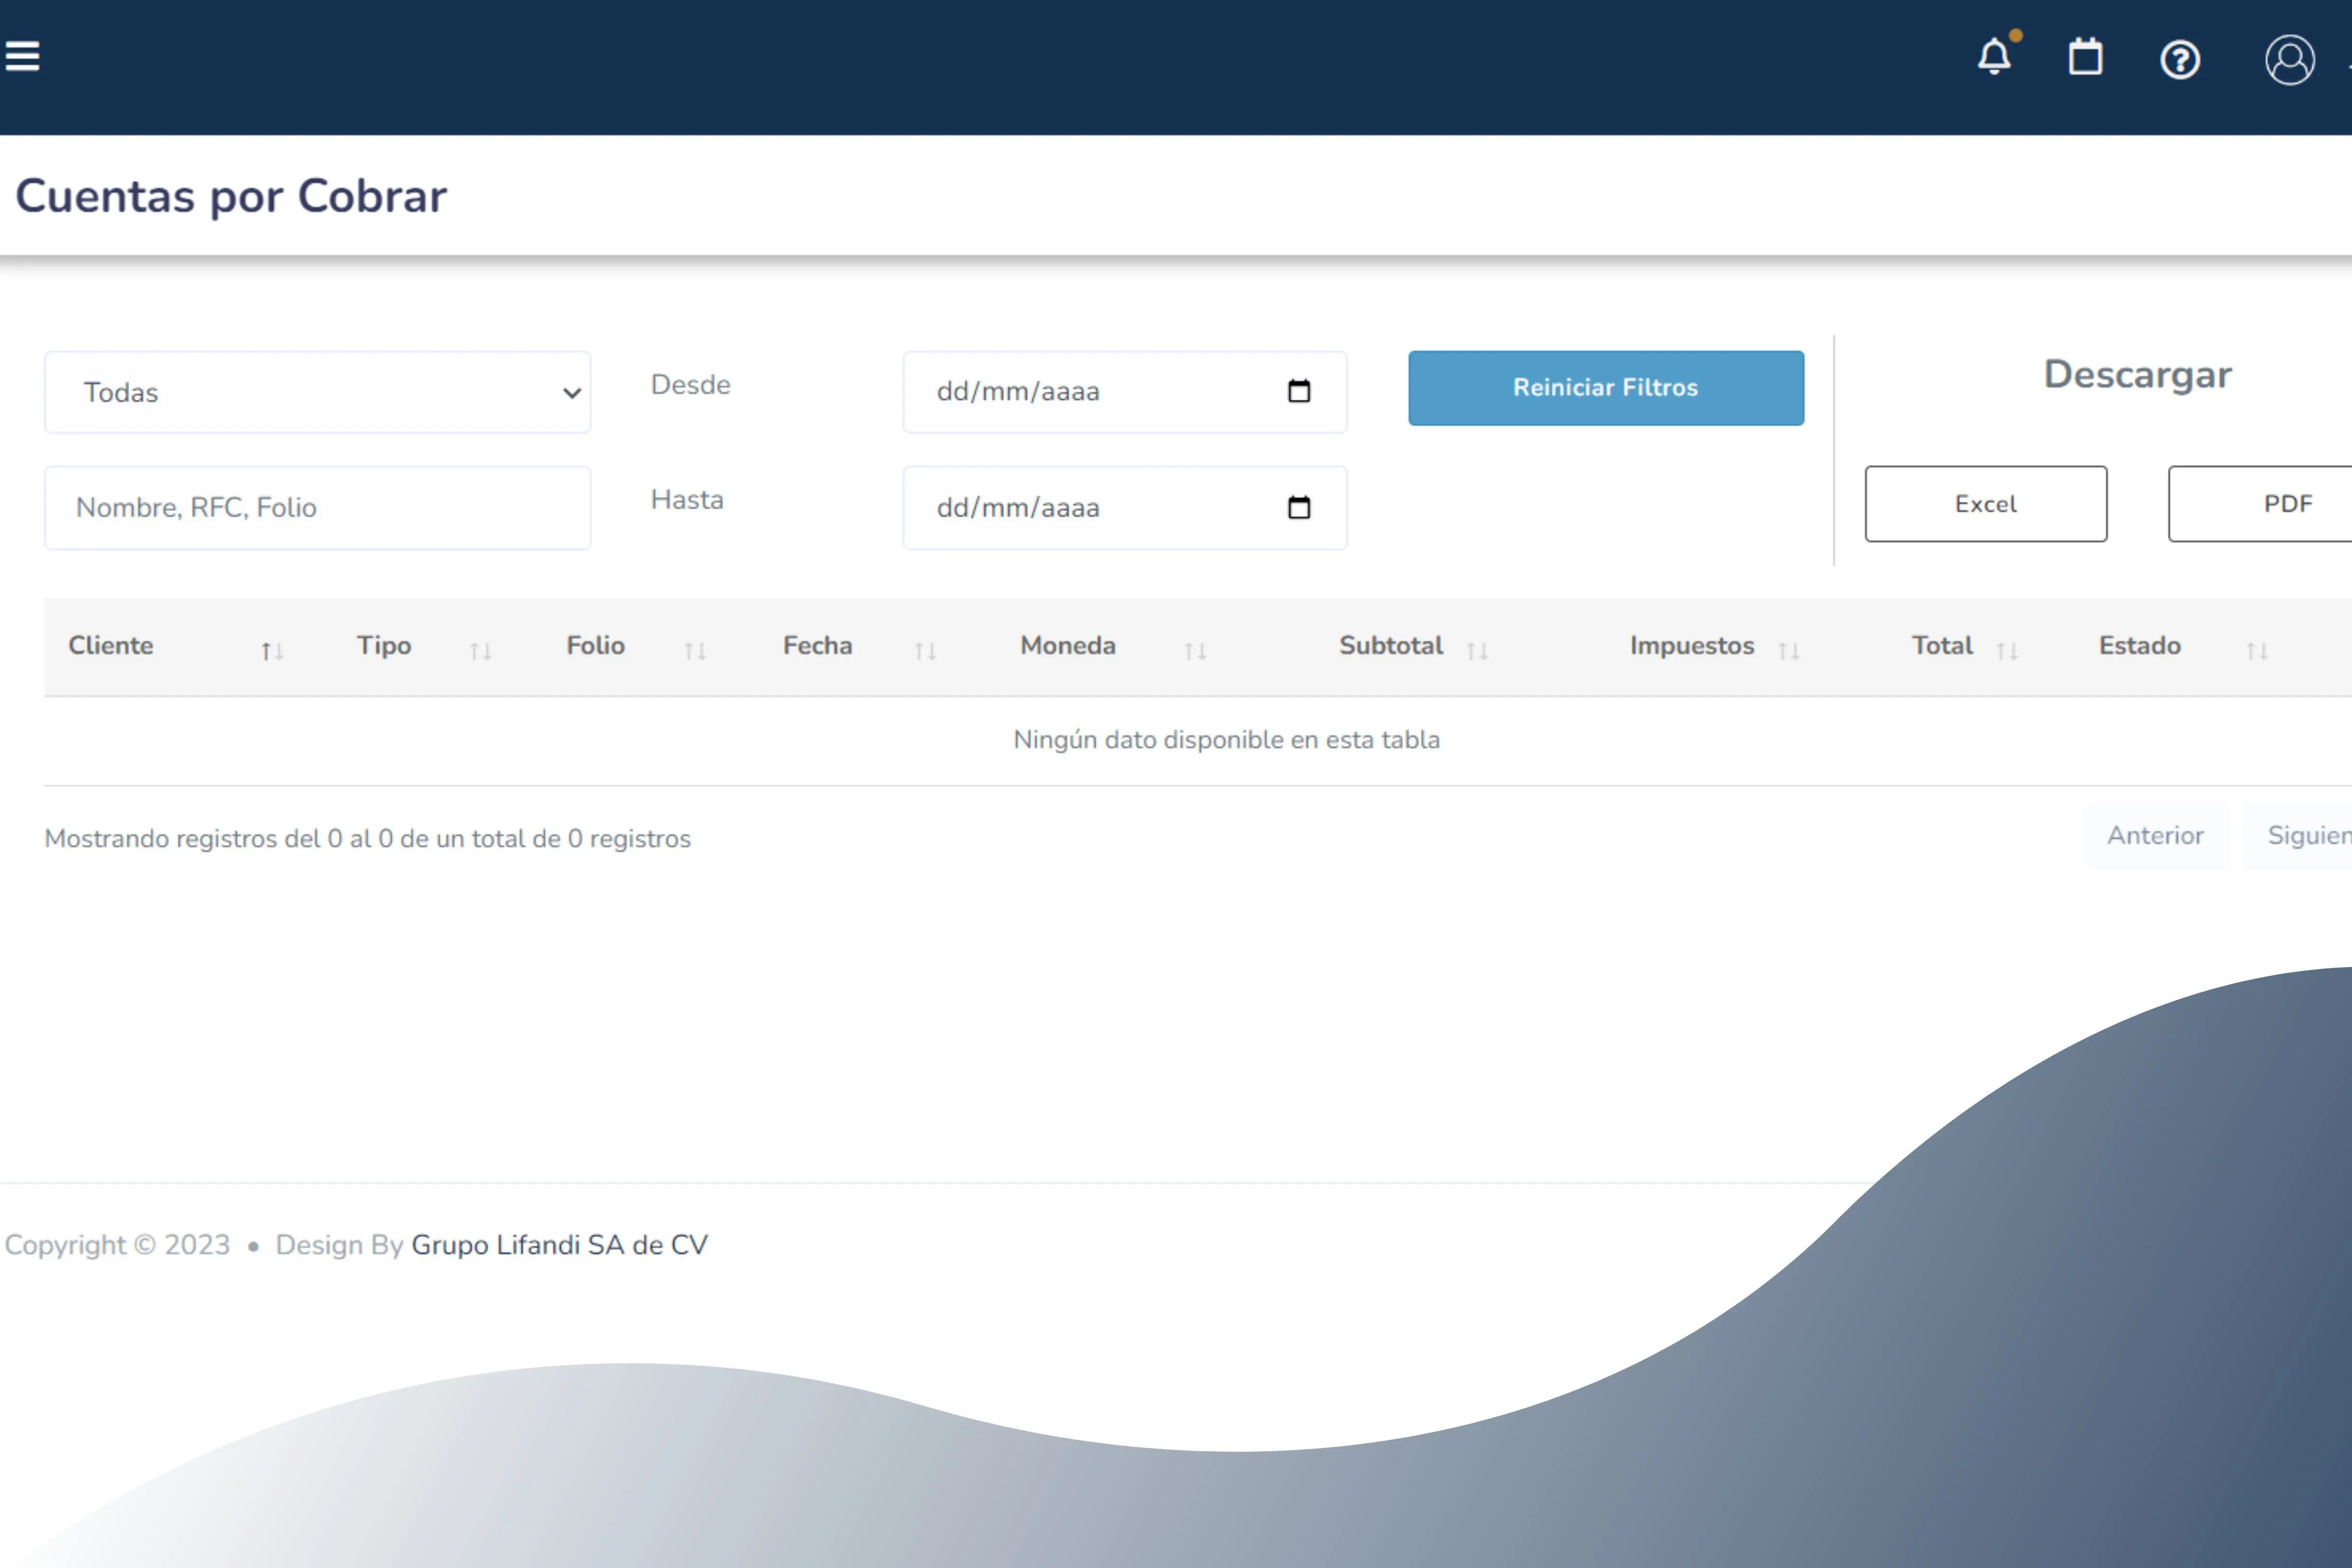 Cuentas por Cobrar
Todas
Desde
dd/mm/aaaa
Reiniciar Filtros
Descargar
Nombre, RFC, Folio
Hasta
dd/mm/aaaa
Excel
PDF
Cliente Tipo Folio Fecha Moneda Subtotal Impuestos Total Estado
Ningún dato disponible en esta tabla
Mostrando registros del 0 al 0 de un total de 0 registros
Anterior
Siguien
Copyright © 2023 • Design By Grupo Lifandi SA de CV